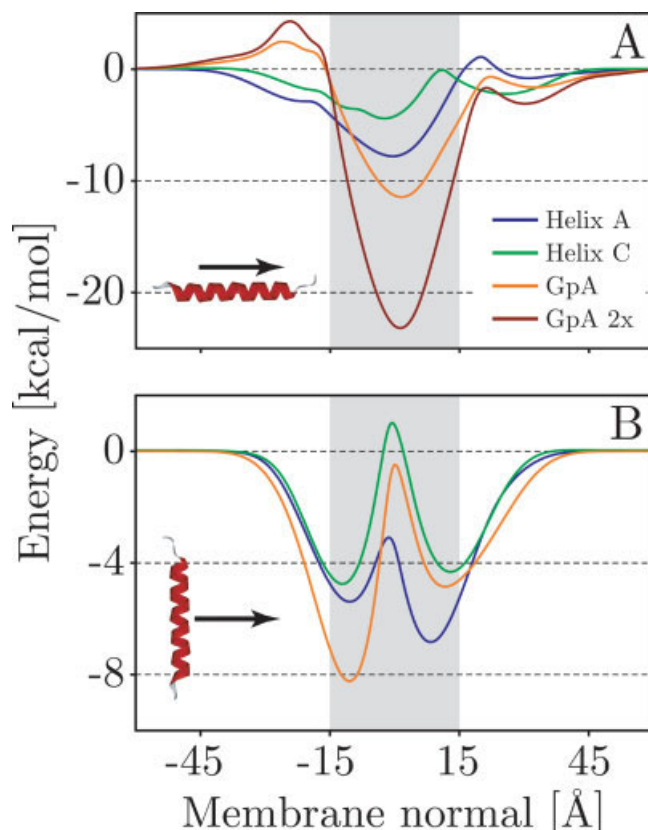 A
0
-10
-20
Helix A
Helix C
GpA
GpA 2x
Energy [kcal/mol]
B
0
-4
-8
-45
-15
15
45
Membrane normal [Å]